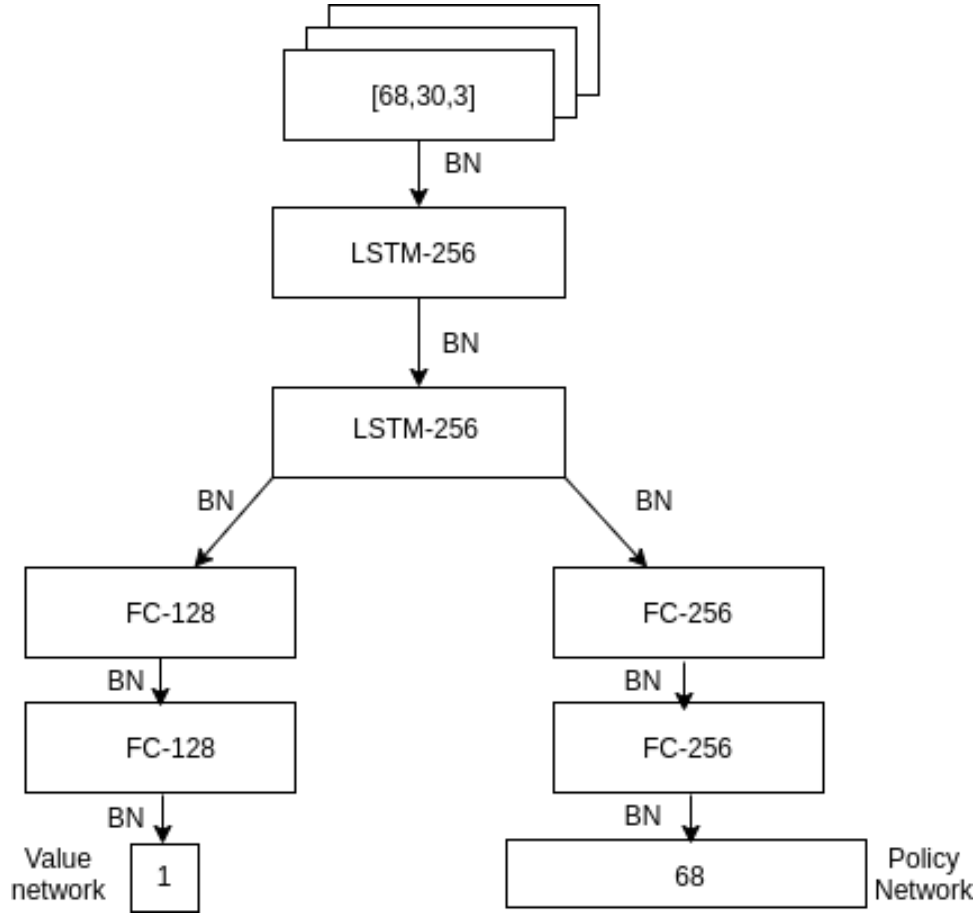 [68,30,3]
BN
LSTM-256
BN
LSTM-256
BN
BN
FC-128
FC-256
BN
BN
FC-128
FC-256
BN
BN
Value
network
1
68
Policy
Network